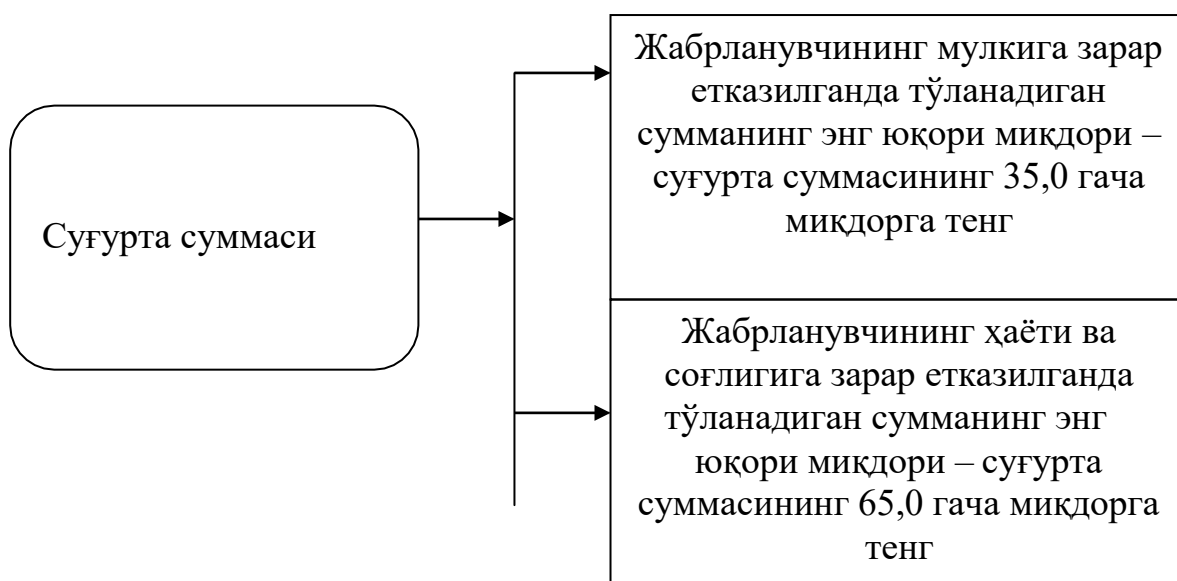 Суғурта суммаси
Жабрланувчининг мулкига зарар
етказилганда тўланадиган
сумманинг энг юқори миқдори –
суғурта суммасининг 35,0 гача
миқдорга тенг
Жабрланувчининг ҳаёти ва
соғлигига зарар етказилганда
тўланадиган сумманинг энг
юқори миқдори – суғурта
суммасининг 65,0 гача миқдорга
тенг